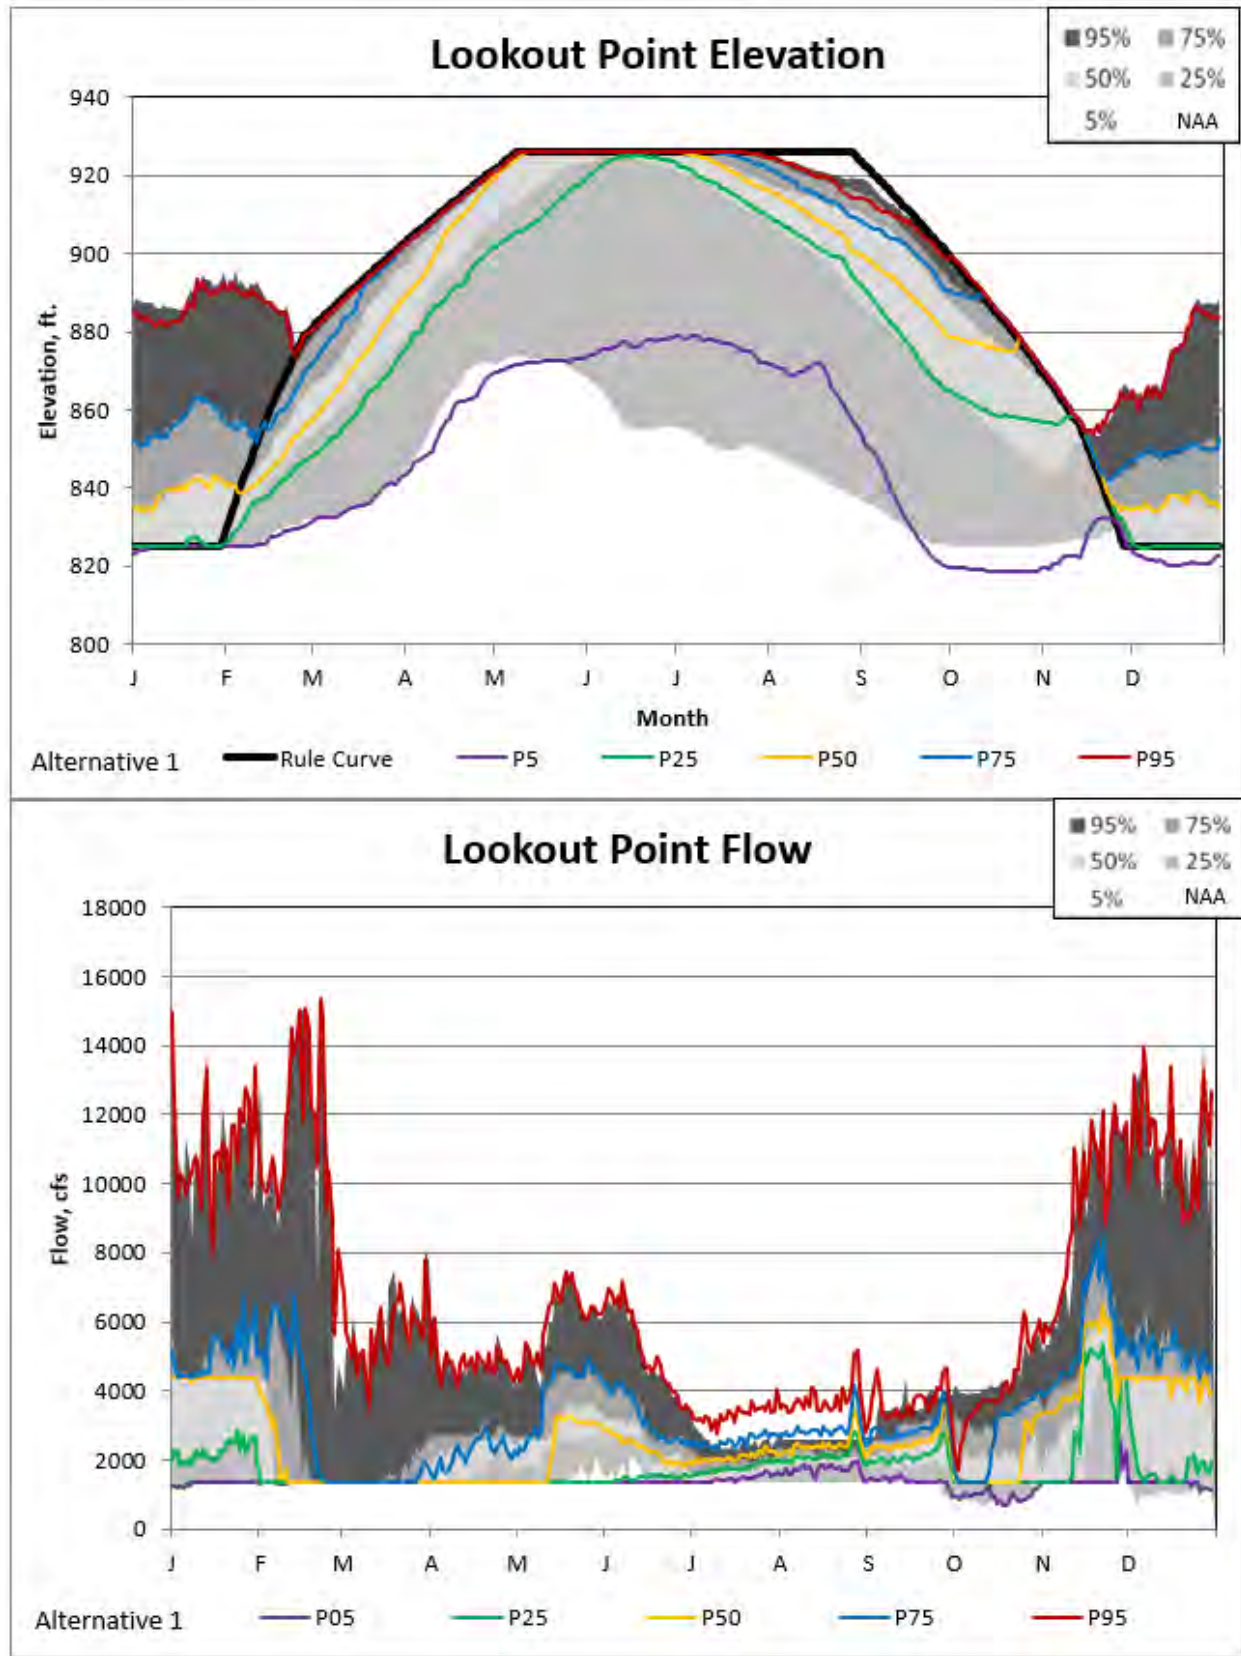 Lookout Point Elevation
95% 75%
50% 25%
5% NAA
940
920
900
880
860
840
820
800
Elevation, ft.
J F M A M J J A S O N D
Month
Alternative 1 Rule Curve P5 P25 P50 P75 P95
Lookout Point Flow
95% 75%
50% 25%
5% NAA
18000
16000
14000
12000
10000
8000
6000
4000
2000
0
Flow, cfs
J F M A M J J A S O N D
Alternative 1 P05 P25 P50 P75 P95